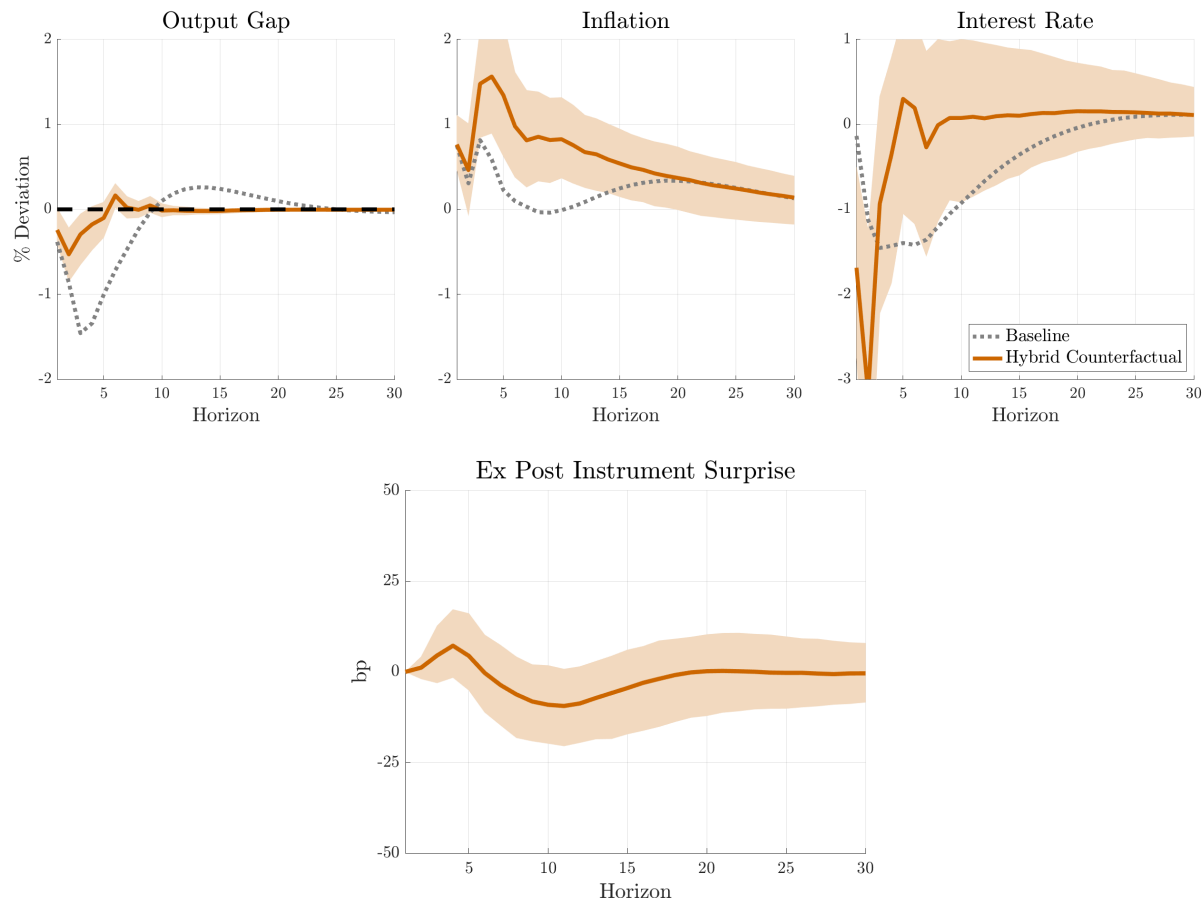 Output Gap
% Deviation
2
1
0
-1
-2
5 10 15 20 25 30
Horizon
Inflation
2
1
0
-1
-2
5 10 15 20 25 30
Horizon
Interest Rate
1
0
-1
-2
-3
5 10 15 20 25 30
Horizon
Baseline
Hybrid Counterfactual
Ex Post Instrument Surprise
bp
50
25
0
-25
-50
5 10 15 20 25 30
Horizon